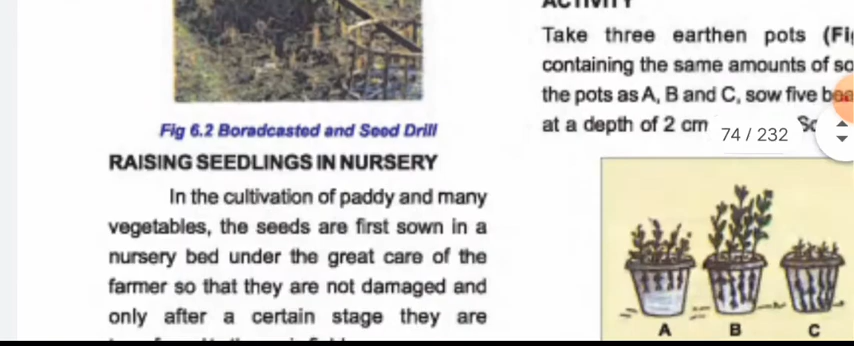 Fig 6.2 Boradcasted and Seed Drill
RAISING SEEDLINGS IN NURSERY
In the cultivation of paddy and many
vegetables, the seeds are first sown in a
nursery bed under the great care of the
farmer so that they are not damaged and
only after a certain stage they are
ACTIVITY
Take three earthen pots (Fig
containing the same amounts of so
the pots as A, B and C, sow five bea
at a depth of 2 cm
74 / 232
A B C